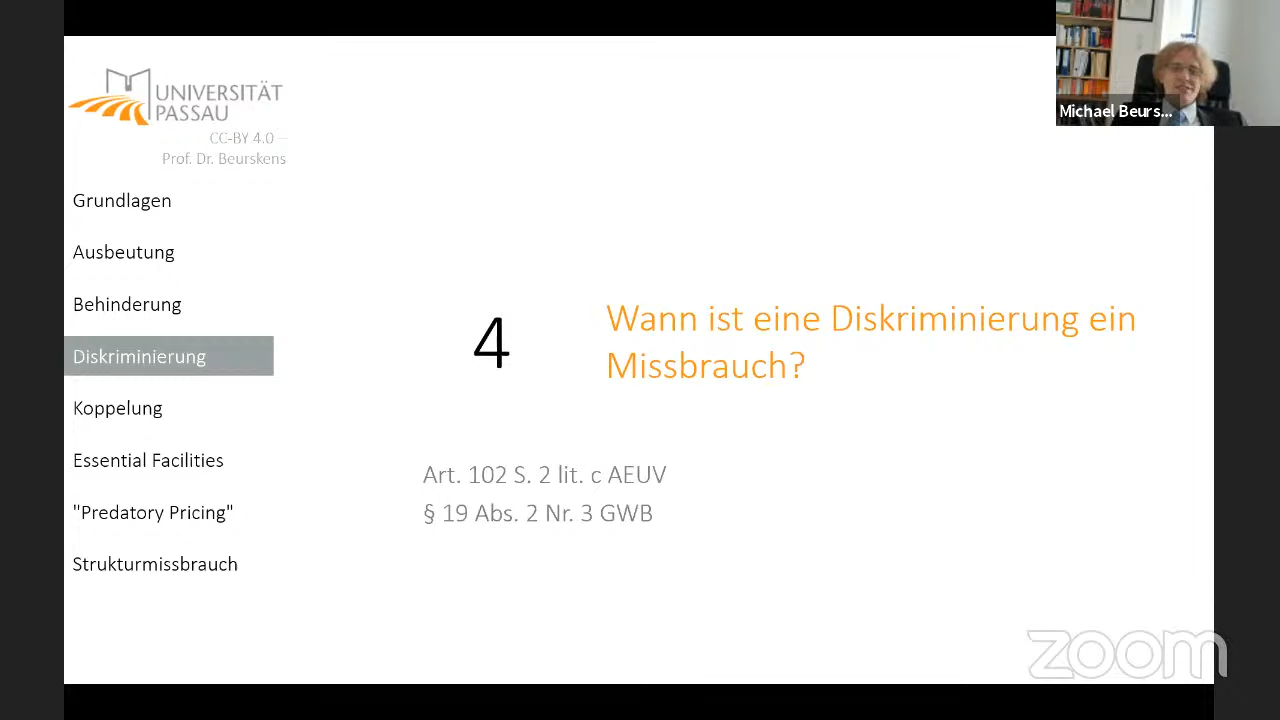 UNIVERSITÄT
PASSAU
CC-BY 4.0 —
Prof. Dr. Beurskens
Grundlagen
Ausbeutung
Behinderung
Diskriminierung
Koppelung
Essential Facilities
"Predatory Pricing"
Strukturmissbrauch
4
Wann ist eine Diskriminierung ein
Missbrauch?
Art. 102 S. 2 lit. c AEUV
§ 19 Abs. 2 Nr. 3 GWB
Michael Beurs...
zoom